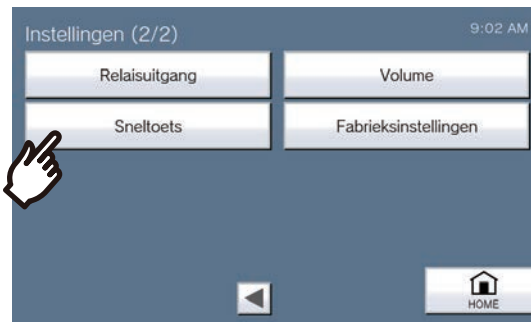 Instellingen (2/2) 9:02 AM
Relaisuitgang Volume
Sneltoets Fabrieksinstellingen
HOME